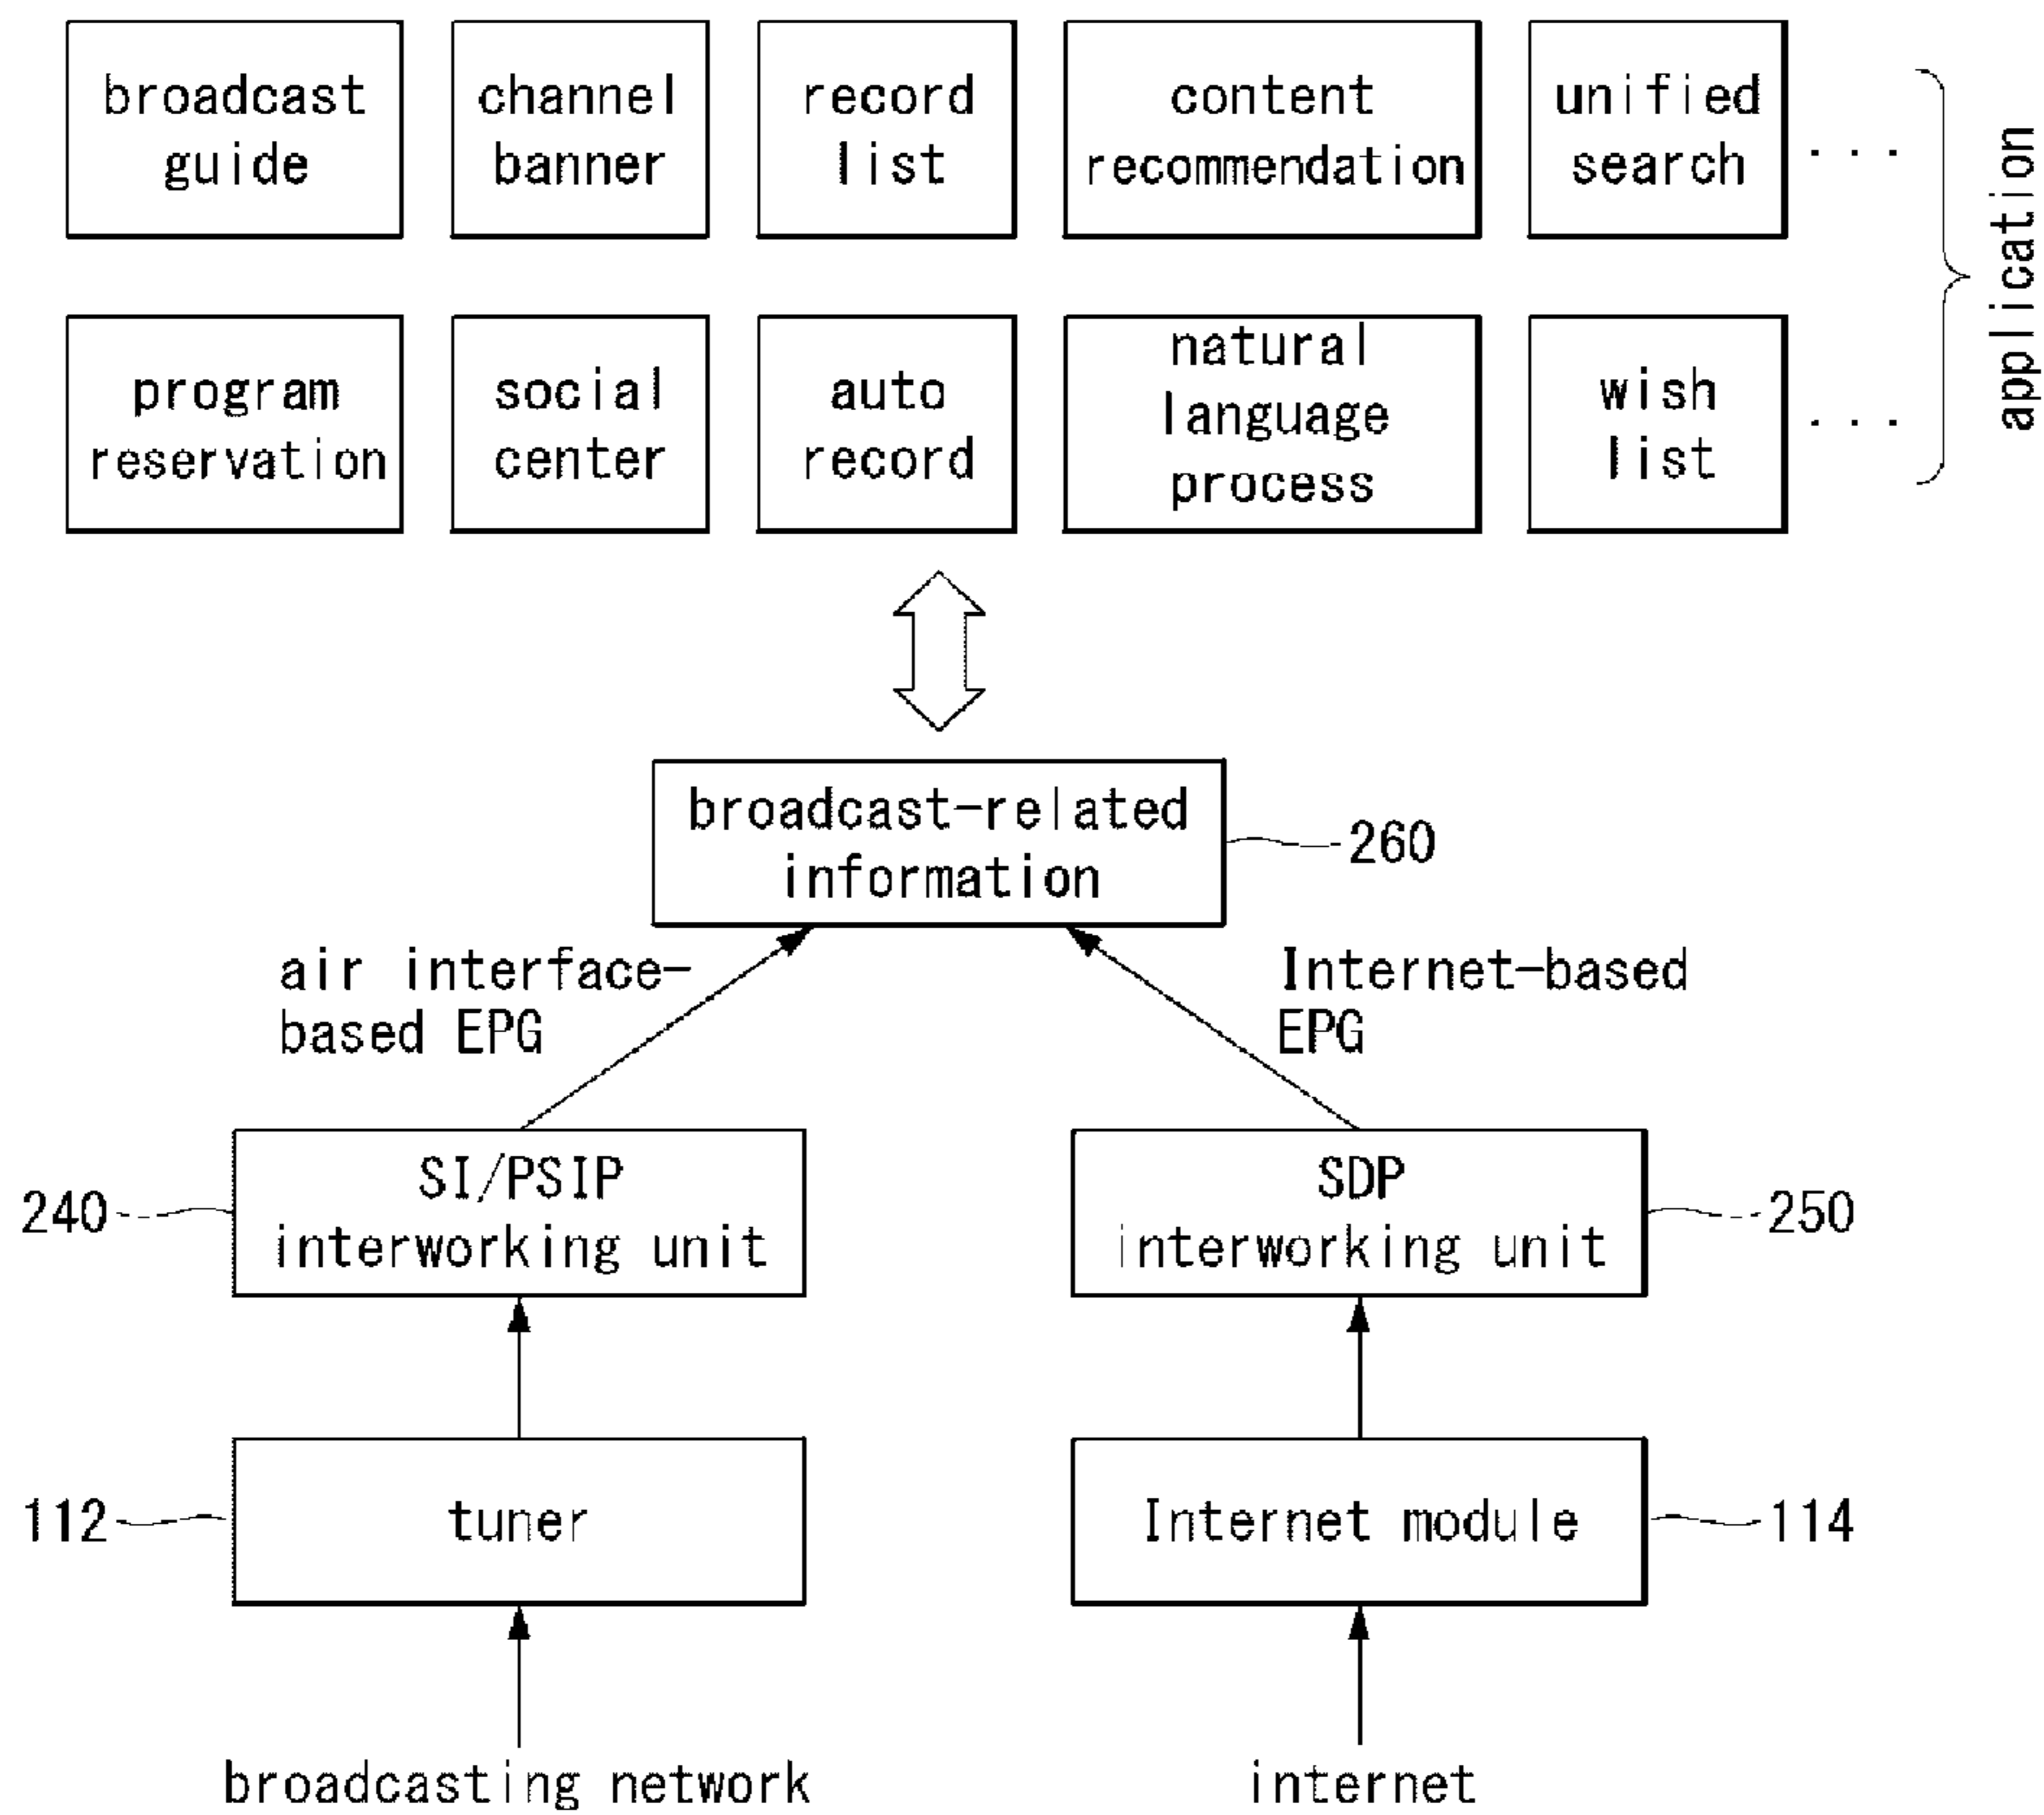 broadcast
guide
channel
banner
record
list
content
recommendation
unified
search
...
program
reservation
social
center
auto
record
natural
language
process
wish
list
...
application
broadcast-related
information
260
air interface-
based EPG
Internet-based
EPG
240
SI/PSIP
interworking unit
SDP
interworking unit
250
112
tuner
Internet module
114
broadcasting network
internet